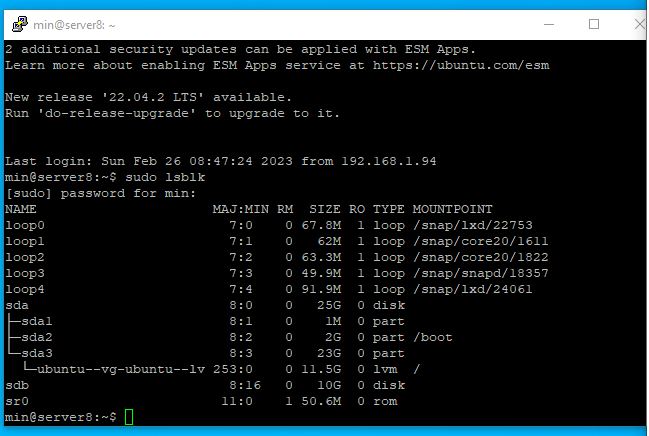 min@server8: ~
2 additional security updates can be applied with ESM Apps.
Learn more about enabling ESM Apps service at https://ubuntu.com/esm
New release '22.04.2 LTS' available.
Run 'do-release-upgrade' to upgrade to it.
Last login: Sun Feb 26 08:47:24 2023 from 192.168.1.94
min@server8:~$ sudo lsblk
[sudo] password for min:
NAME                      MAJ:MIN RM  SIZE RO TYPE MOUNTPOINT
loop0                       7:0    0 67.8M  1 loop /snap/lxd/22753
loop1                       7:1    0   62M  1 loop /snap/core20/1611
loop2                       7:2    0 63.3M  1 loop /snap/core20/1822
loop3                       7:3    0 49.9M  1 loop /snap/snapd/18357
loop4                       7:4    0 91.9M  1 loop /snap/lxd/24061
sda                         8:0    0   25G  0 disk
├─sda1                      8:1    0    1M  0 part
├─sda2                      8:2    0    2G  0 part /boot
└─sda3                      8:3    0   23G  0 part
  └─ubuntu--vg-ubuntu--lv 253:0    0 11.5G  0 lvm  /
sdb                         8:16   0   10G  0 disk
sr0                        11:0    1 50.6M  0 rom
min@server8:~$